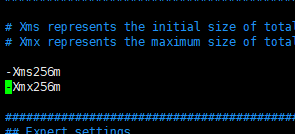 # Xms represents the initial size of total
# Xmx represents the maximum size of total
-Xms256m
-Xmx256m
########################################
## Expert settings